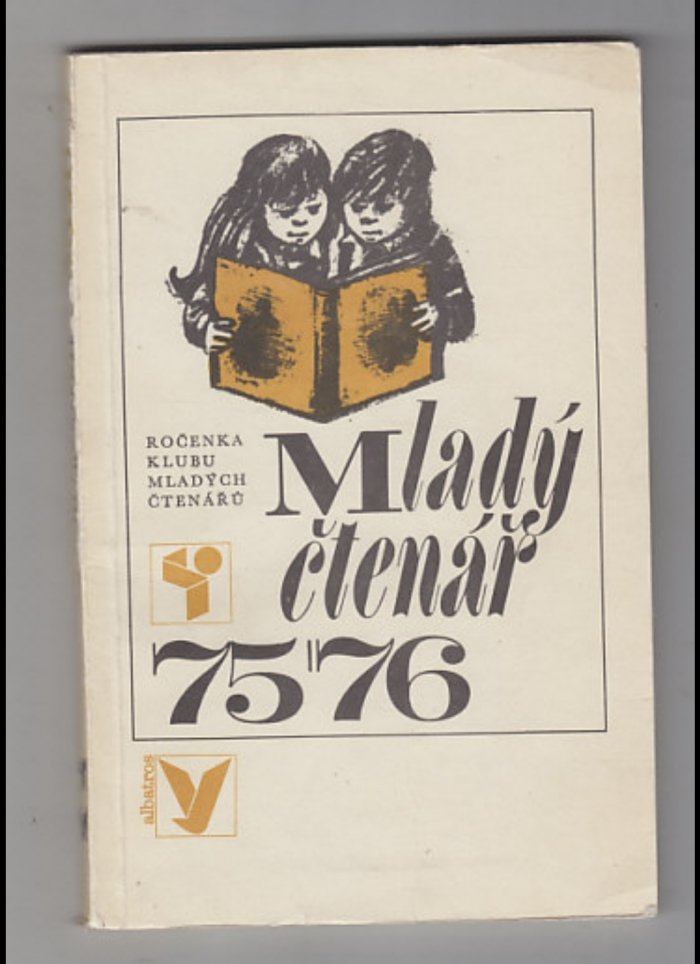 ROČENKA
KLUBU
MLADÝCH
ČTENÁŘŮ
Mladý
čtenář
75"76
albatros